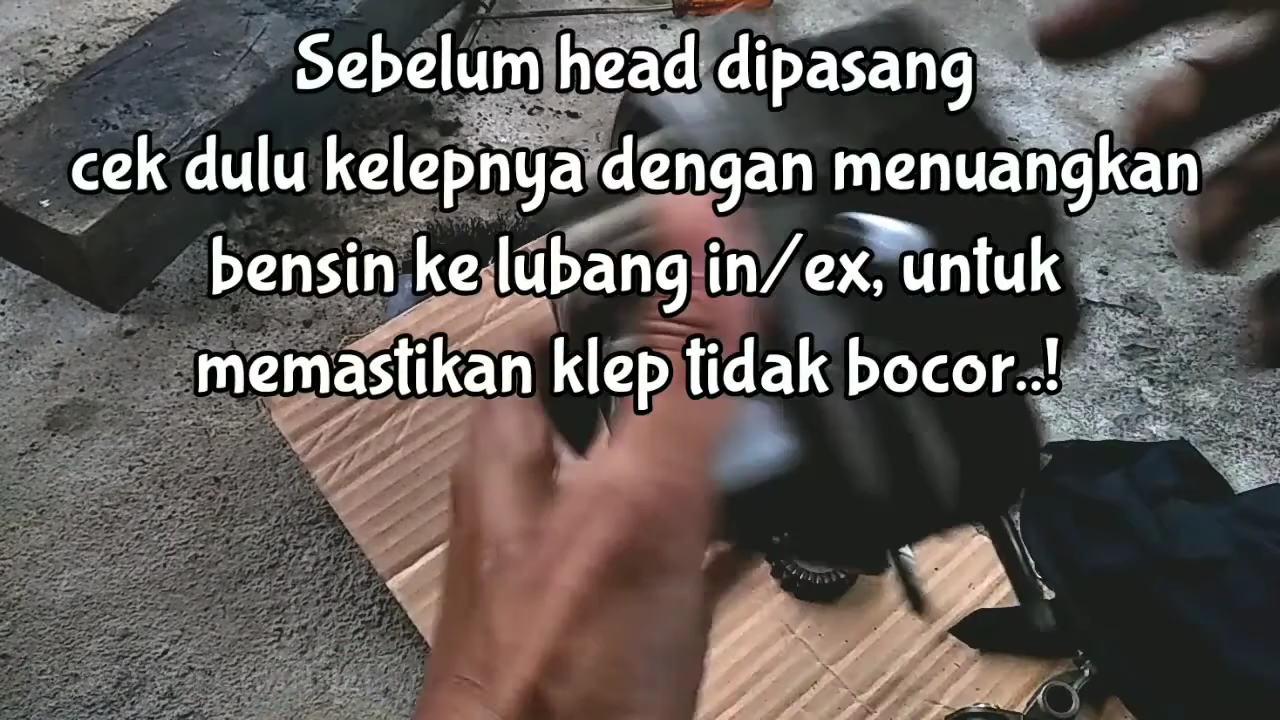 Sebelum head dipasang
cek dulu kelepnya dengan menuangkan
bensin ke lubang in/ex, untuk
memastikan klep tidak bocor..!